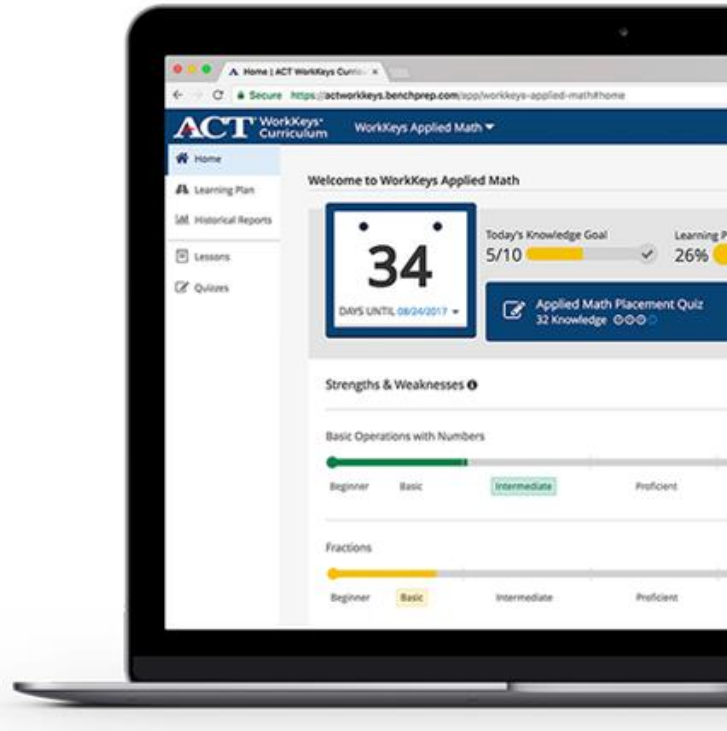 Home | ACT WorkKeys Curric
Secure https://actworkkeys.benchprep.com/app/workkeys-applied-math#home
ACT WorkKeys® Curriculum
WorkKeys Applied Math
Home
Learning Plan
Historical Reports
Lessons
Quizzes
Welcome to WorkKeys Applied Math
34
DAYS UNTIL 08/24/2017
Today's Knowledge Goal
5/10
Learning P
26%
Applied Math Placement Quiz
32 Knowledge
Strengths & Weaknesses
Basic Operations with Numbers
Beginner Basic Intermediate Proficient
Fractions
Beginner Basic Intermediate Proficient